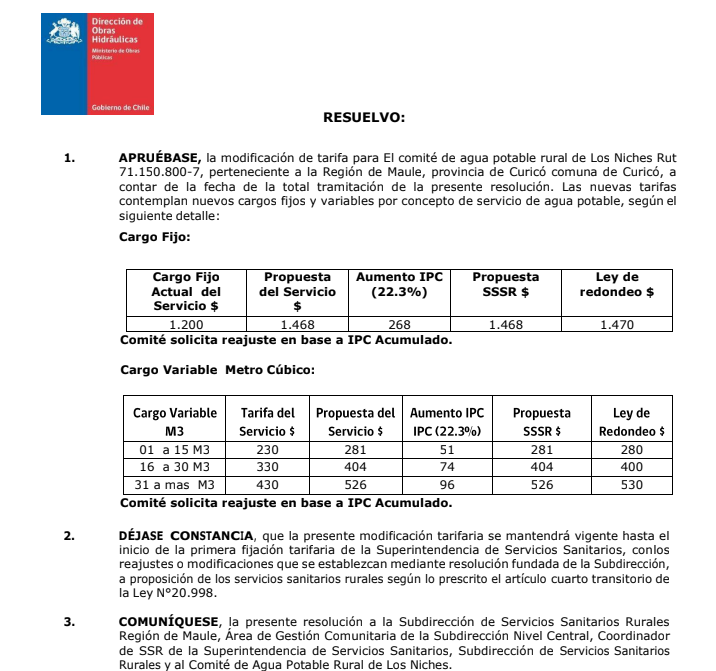 Dirección de
Obras
Hidráulicas
Ministerio de Obras
Públicas
Gobierno de Chile
RESUELVO:
1. APRUÉBASE, la modificación de tarifa para El comité de agua potable rural de Los Niches Rut
71.150.800-7, perteneciente a la Región de Maule, provincia de Curicó comuna de Curicó, a
contar de la fecha de la total tramitación de la presente resolución. Las nuevas tarifas
contemplan nuevos cargos fijos y variables por concepto de servicio de agua potable, según el
siguiente detalle:
Cargo Fijo:
Cargo Fijo Actual del Servicio $ | Propuesta del Servicio $ | Aumento IPC (22.3%) | Propuesta SSSR $ | Ley de redondeo $
1.200 | 1.468 | 268 | 1.468 | 1.470
Comité solicita reajuste en base a IPC Acumulado.
Cargo Variable Metro Cúbico:
Cargo Variable M3 | Tarifa del Servicio $ | Propuesta del Servicio $ | Aumento IPC IPC (22.3%) | Propuesta SSSR $ | Ley de Redondeo $
01 a 15 M3 | 230 | 281 | 51 | 281 | 280
16 a 30 M3 | 330 | 404 | 74 | 404 | 400
31 a mas M3 | 430 | 526 | 96 | 526 | 530
Comité solicita reajuste en base a IPC Acumulado.
2. DÉJASE CONSTANCIA, que la presente modificación tarifaria se mantendrá vigente hasta el
inicio de la primera fijación tarifaria de la Superintendencia de Servicios Sanitarios, conlos
reajustes o modificaciones que se establezcan mediante resolución fundada de la Subdirección,
a proposición de los servicios sanitarios rurales según lo prescrito el artículo cuarto transitorio de
la Ley N°20.998.
3. COMUNÍQUESE, la presente resolución a la Subdirección de Servicios Sanitarios Rurales
Región de Maule, Área de Gestión Comunitaria de la Subdirección Nivel Central, Coordinador
de SSR de la Superintendencia de Servicios Sanitarios, Subdirección de Servicios Sanitarios
Rurales y al Comité de Agua Potable Rural de Los Niches.